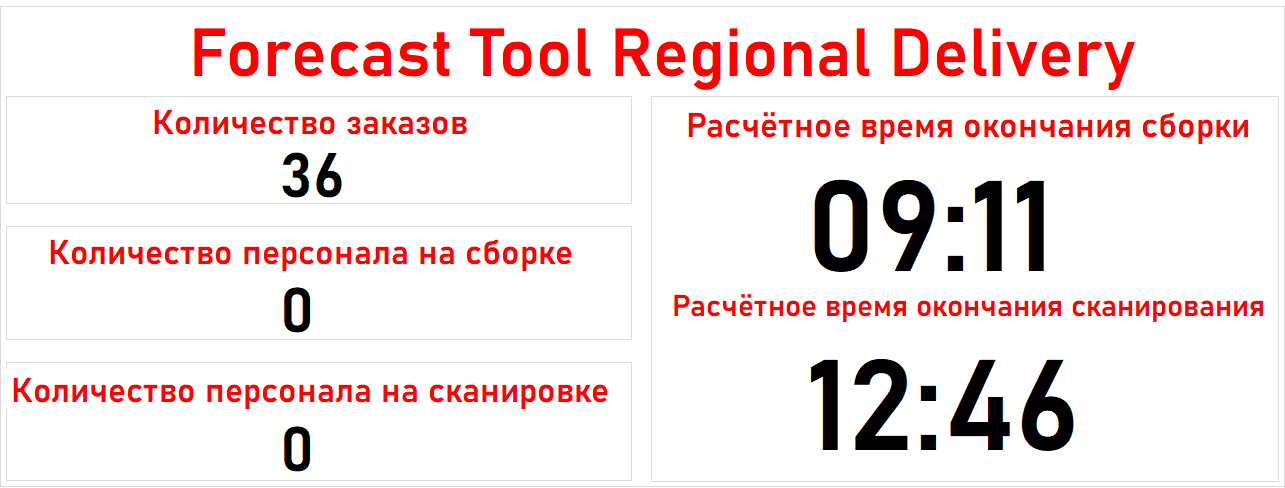 Forecast Tool Regional Delivery
Количество заказов
36
Количество персонала на сборке
0
Количество персонала на сканировке
0
Расчётное время окончания сборки
09:11
Расчётное время окончания сканирования
12:46